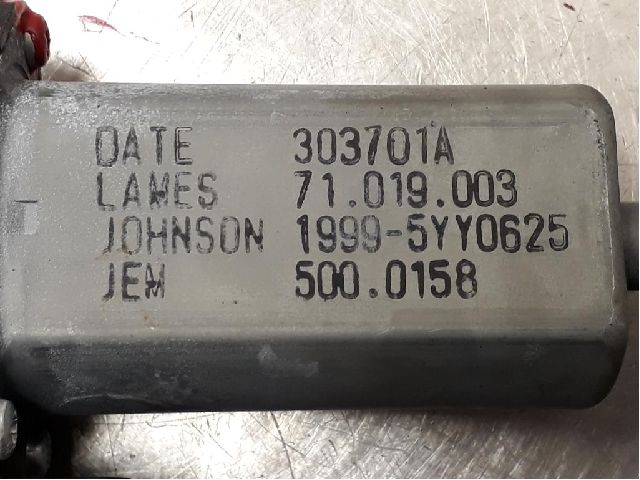 DATE 303701A
LAMES 71.019.003
JOHNSON 1999-5YY0625
JEM 500.0158